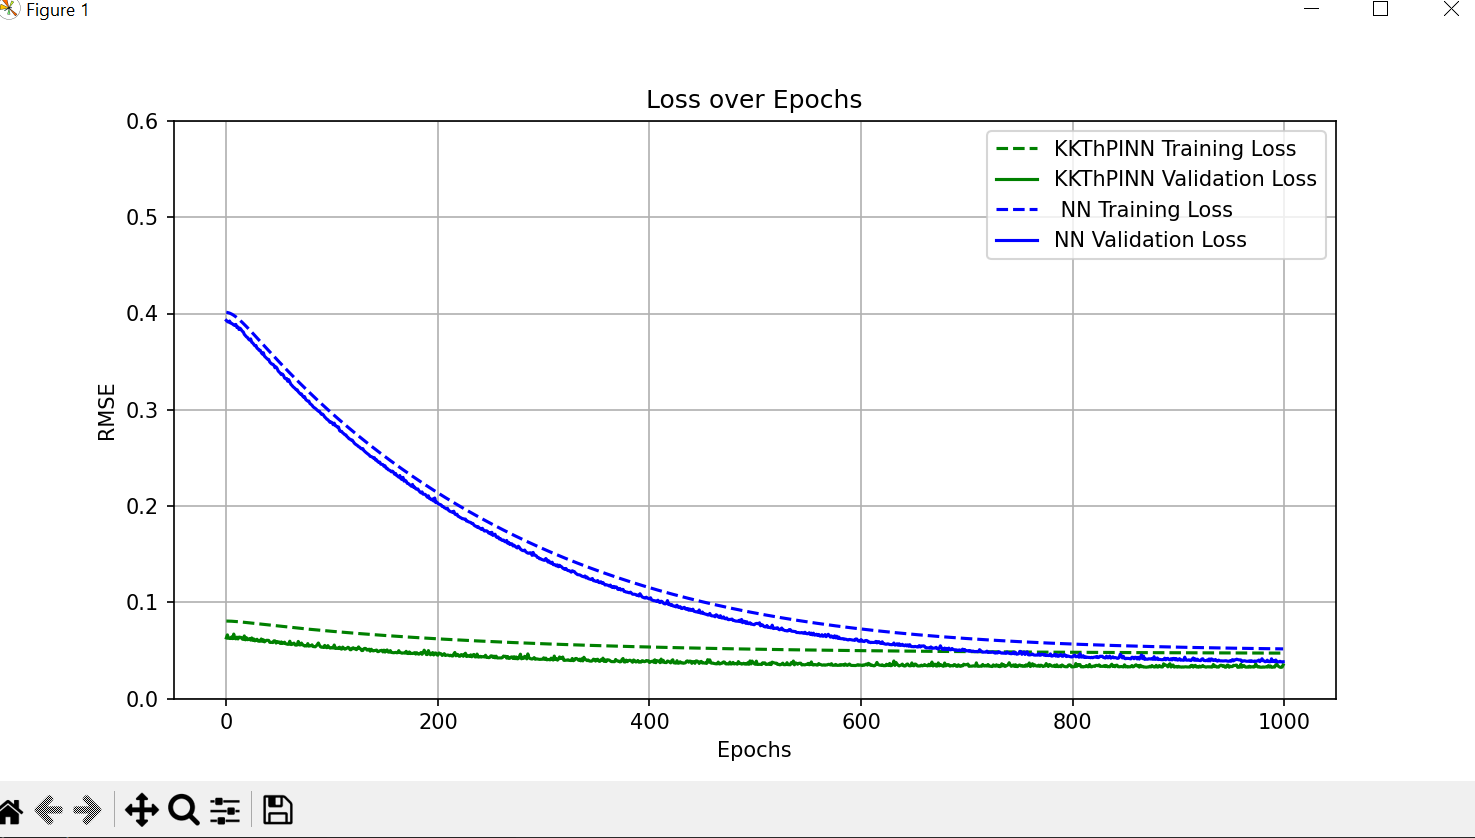 Figure 1
Loss over Epochs
KKThPINN Training Loss
KKThPINN Validation Loss
NN Training Loss
NN Validation Loss
RMSE
0.6
0.5
0.4
0.3
0.2
0.1
0.0
0 200 400 600 800 1000
Epochs